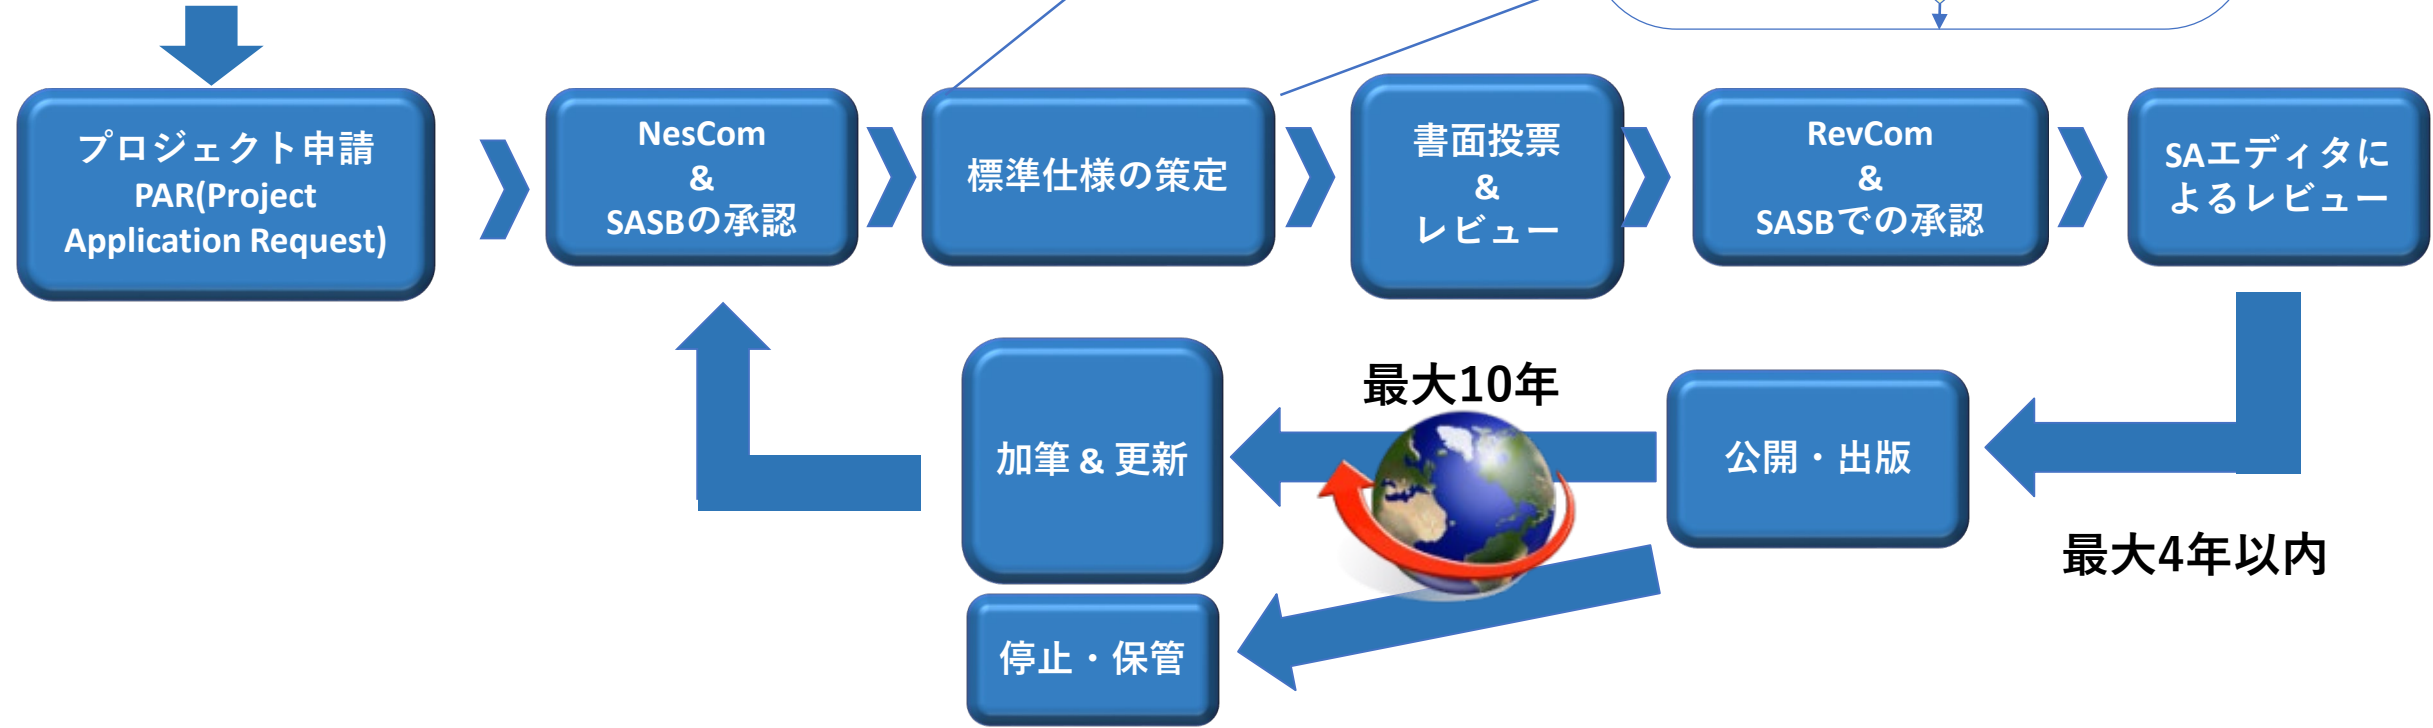 プロジェクト申請
PAR(Project
Application Request)
NesCom
&
SASBの承認
標準仕様の策定
書面投票
&
レビュー
RevCom
&
SASBでの承認
SAエディタに
よるレビュー
最大10年
加筆 & 更新
公開・出版
最大4年以内
停止・保管